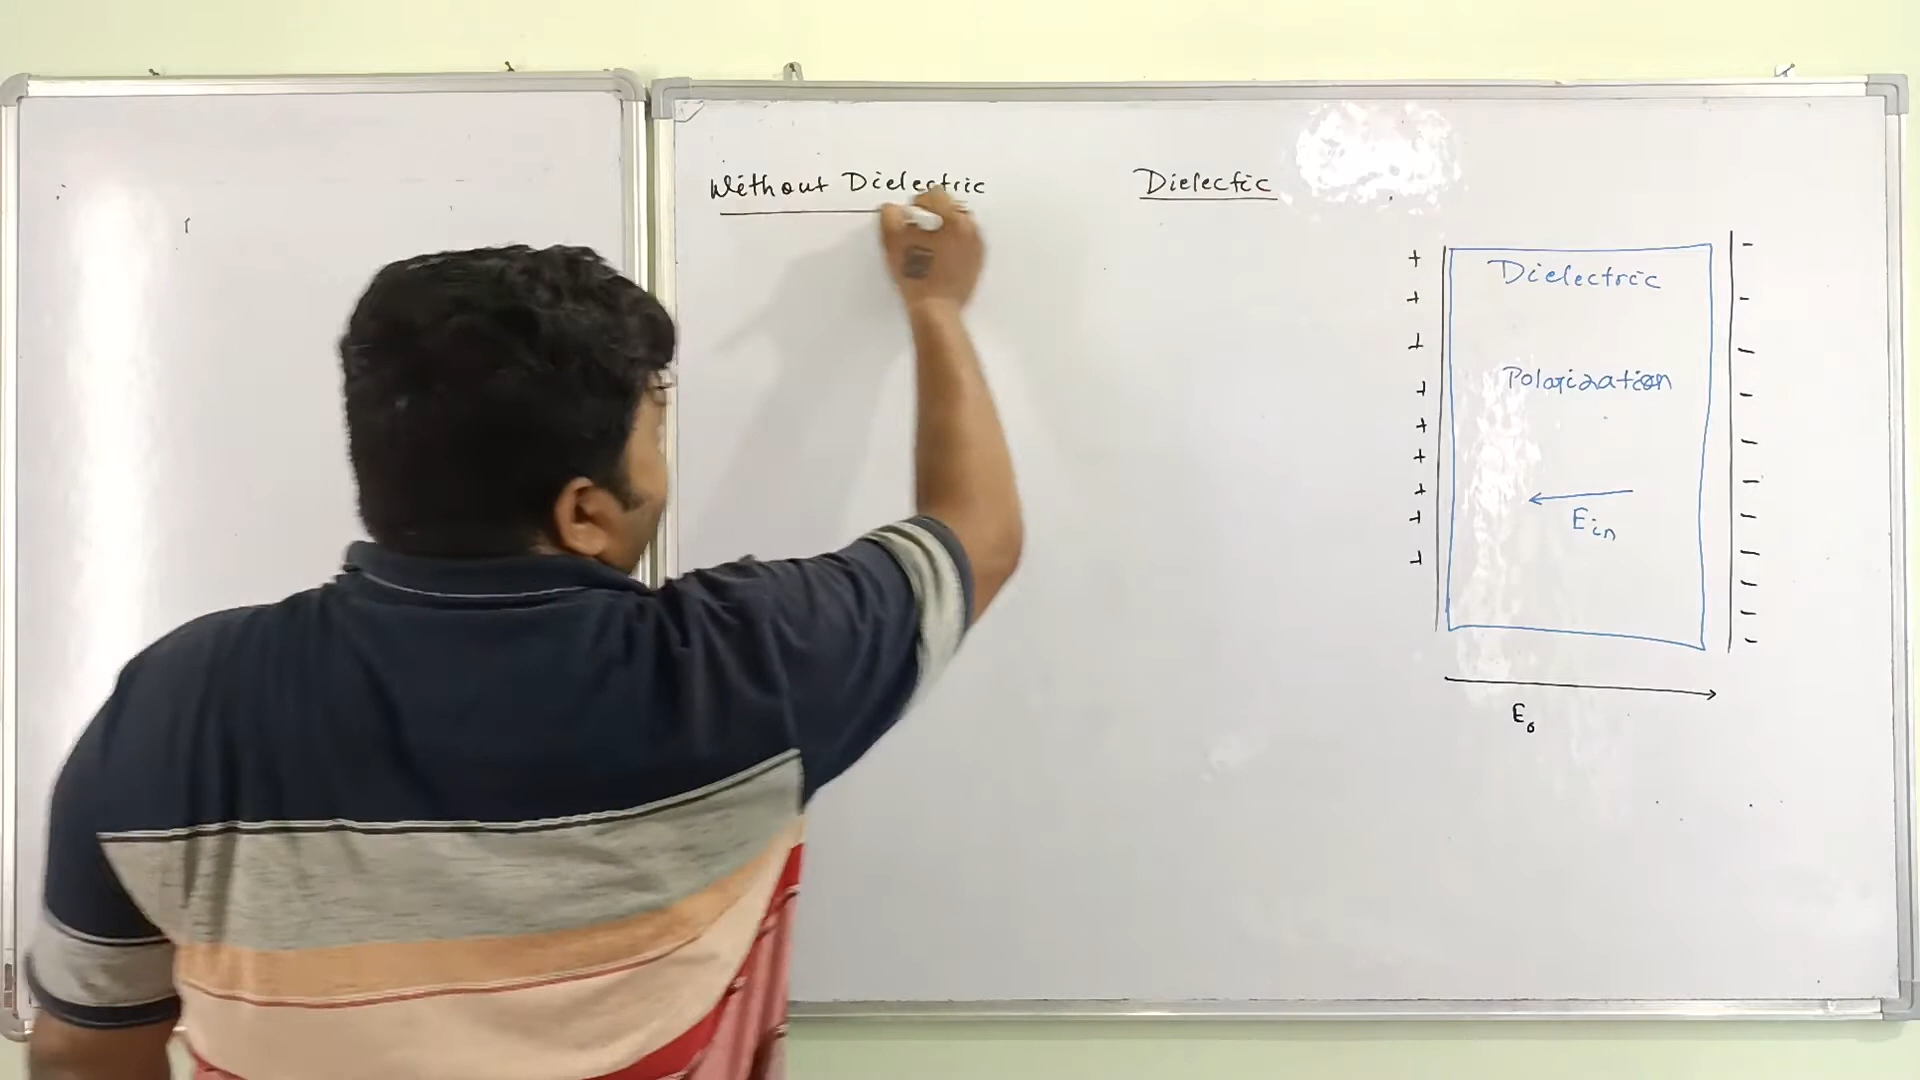 Without Dielectric
Dielectic
Dielectric
Polarization
Ein
E₀